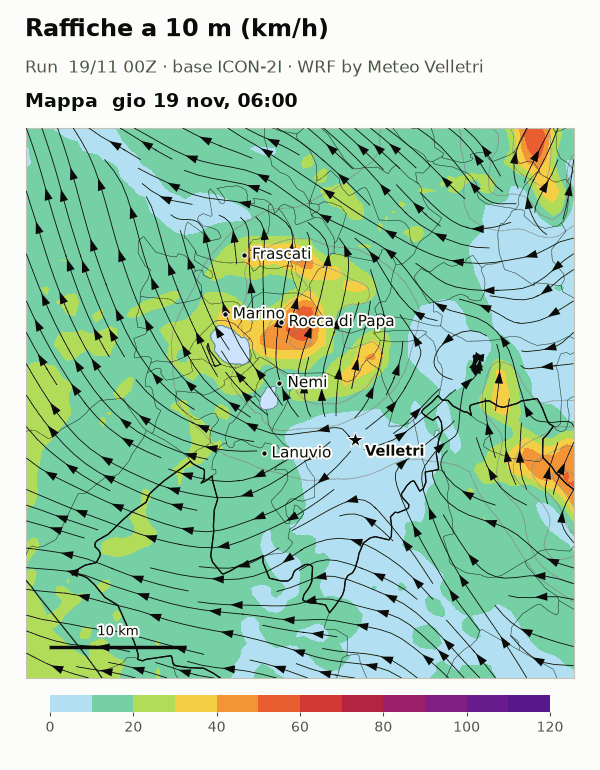 Raffiche a 10 m (km/h)
Run  19/11 00Z · base ICON-2I · WRF by Meteo Velletri
Mappa  gio 19 nov, 06:00
Frascati
Marino
Rocca di Papa
Nemi
Velletri
Lanuvio
10 km
0 20 40 60 80 100 120